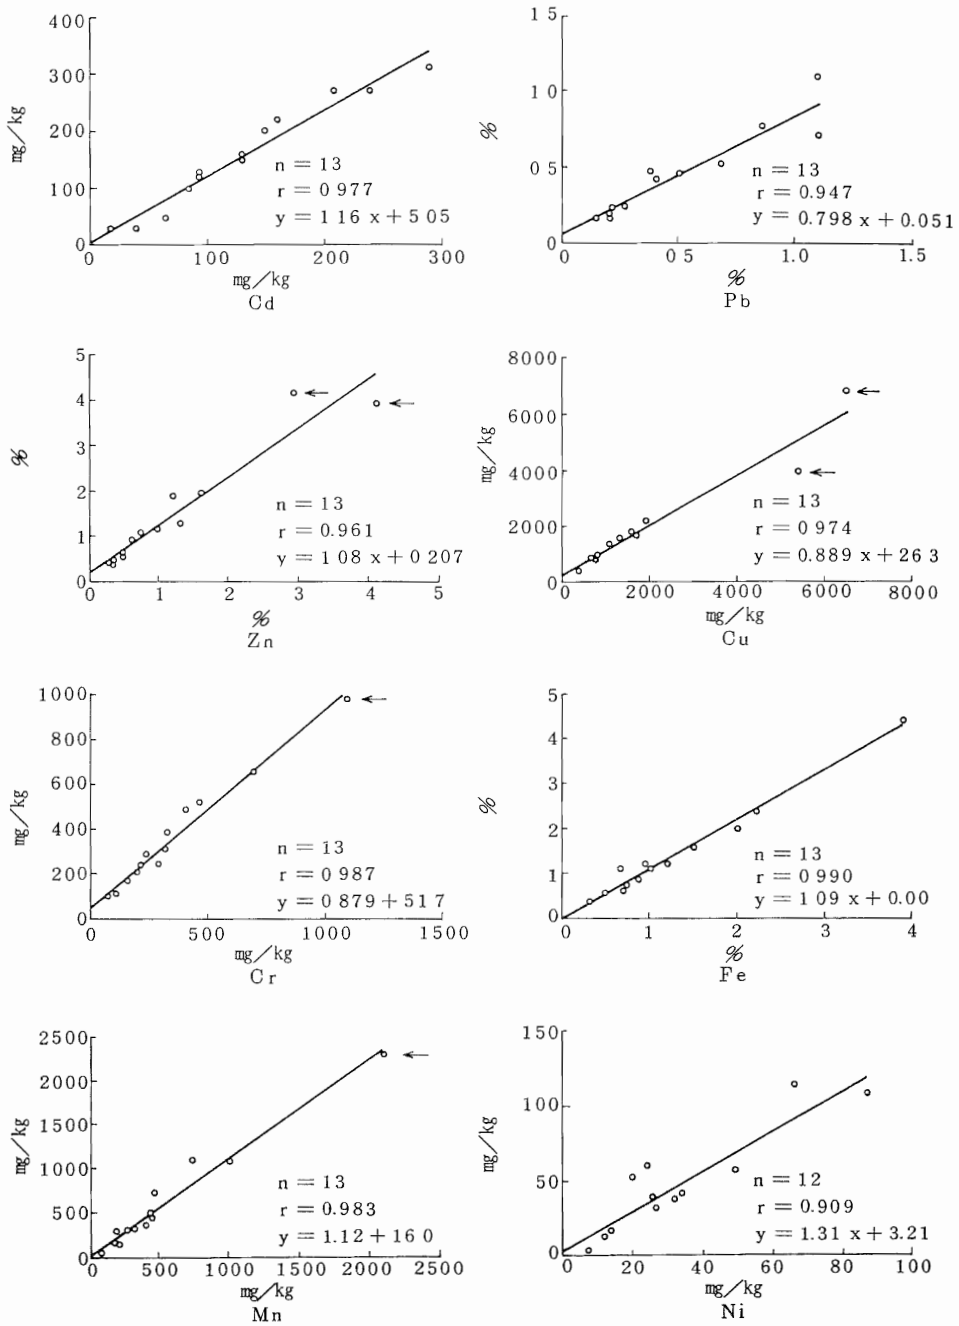 400
300
200
100
0
mg/kg
n = 13
r = 0 977
y = 1 16 x + 5 05
0 100 200 300
mg/kg
Cd
1 5
1 0
0 5
0
%
n = 13
r = 0.947
y = 0.798 x + 0.051
0 0 5 1.0 1.5
%
Pb
5
4
3
2
1
0
%
n = 13
r = 0.961
y = 1 08 x + 0 207
0 1 2 3 4 5
%
Zn
8000
6000
4000
2000
0
mg/kg
n = 13
r = 0 974
y = 0.889 x + 26 3
0 2000 4000 6000 8000
mg/kg
Cu
1000
800
600
400
200
0
mg/kg
n = 13
r = 0 987
y = 0 879 + 51 7
0 500 1000 1500
mg/kg
Cr
5
4
3
2
1
0
%
n = 13
r = 0.990
y = 1 09 x + 0.00
0 1 2 3 4
%
Fe
2500
2000
1500
1000
500
0
mg/kg
n = 13
r = 0.983
y = 1.12 + 16 0
0 500 1000 1500 2000 2500
mg/kg
Mn
150
100
50
0
mg/kg
n = 12
r = 0.909
y = 1.31 x + 3.21
0 20 40 60 80 100
mg/kg
Ni